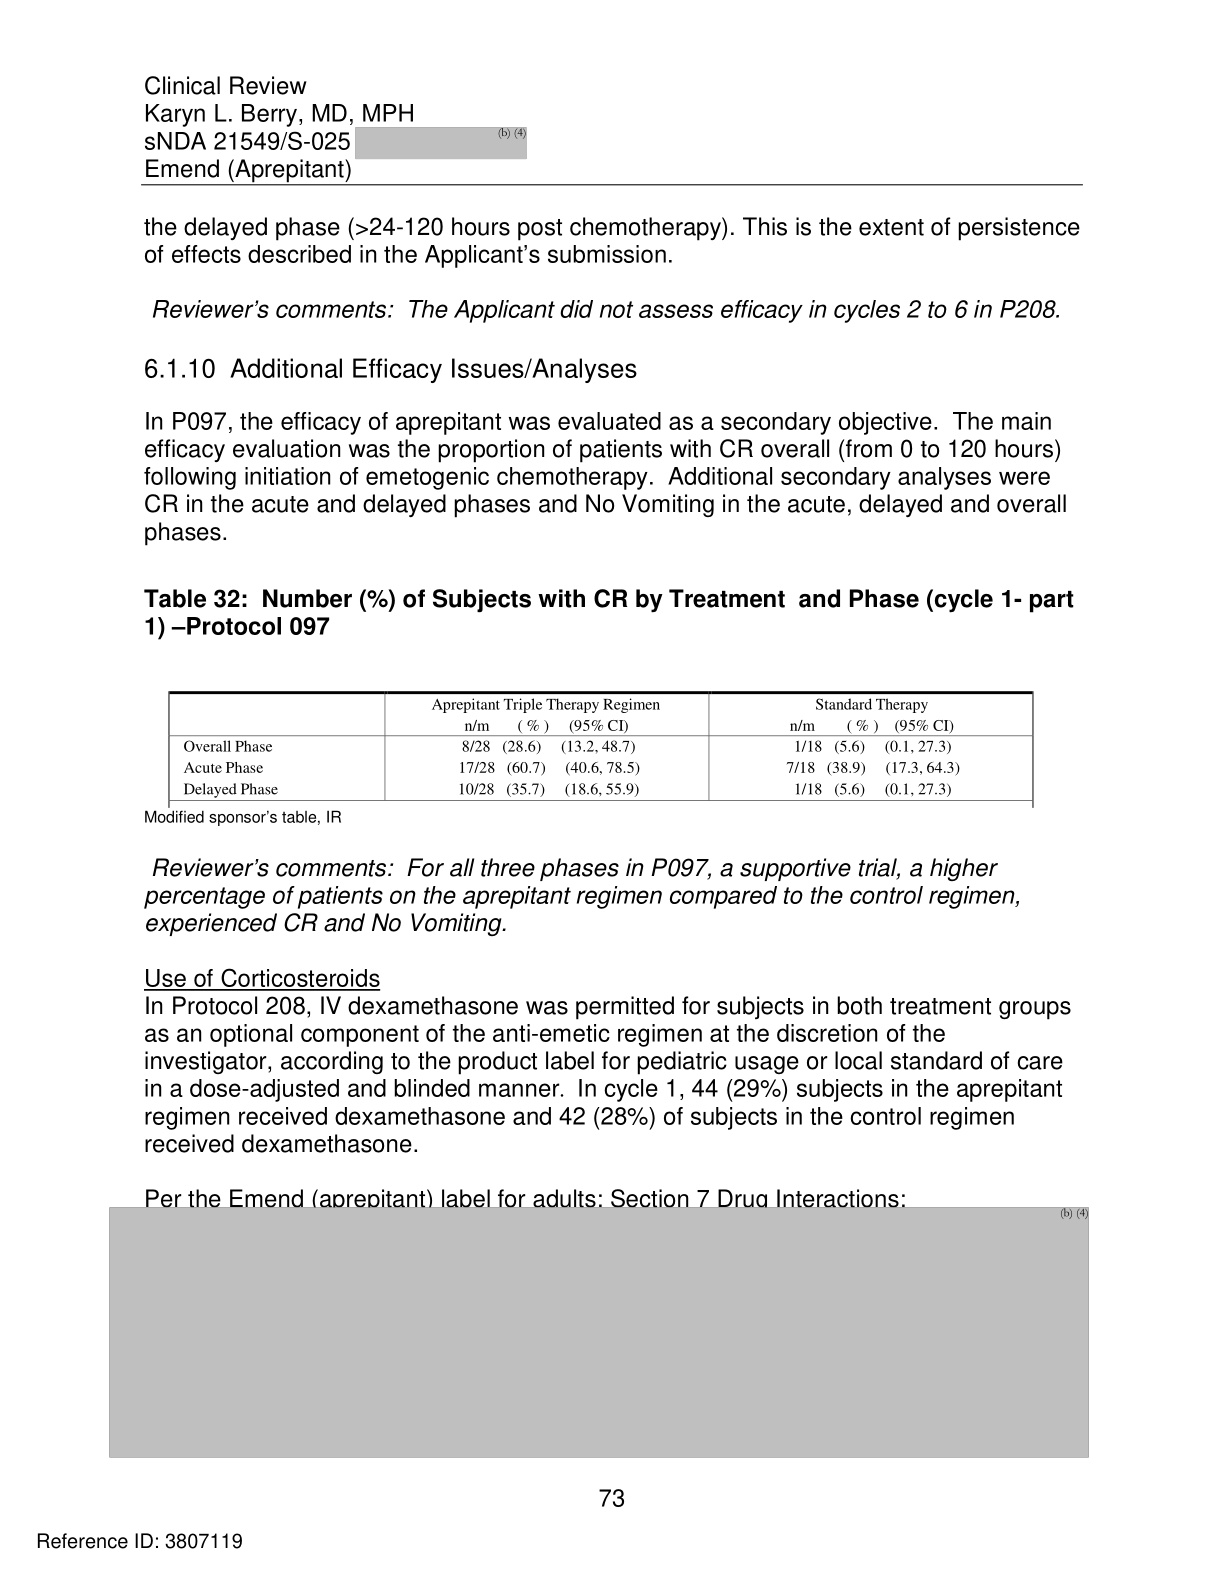 Clinical Review
Karyn L. Berry, MD, MPH
sNDA 21549/S-025 (b) (4)
Emend (Aprepitant)
the delayed phase (>24-120 hours post chemotherapy). This is the extent of persistence
of effects described in the Applicant's submission.
Reviewer's comments: The Applicant did not assess efficacy in cycles 2 to 6 in P208.
6.1.10 Additional Efficacy Issues/Analyses
In P097, the efficacy of aprepitant was evaluated as a secondary objective. The main
efficacy evaluation was the proportion of patients with CR overall (from 0 to 120 hours)
following initiation of emetogenic chemotherapy. Additional secondary analyses were
CR in the acute and delayed phases and No Vomiting in the acute, delayed and overall
phases.
Table 32: Number (%) of Subjects with CR by Treatment and Phase (cycle 1- part
1) –Protocol 097
Aprepitant Triple Therapy Regimen Standard Therapy
n/m ( % ) (95% CI) n/m ( % ) (95% CI)
Overall Phase 8/28 (28.6) (13.2, 48.7) 1/18 (5.6) (0.1, 27.3)
Acute Phase 17/28 (60.7) (40.6, 78.5) 7/18 (38.9) (17.3, 64.3)
Delayed Phase 10/28 (35.7) (18.6, 55.9) 1/18 (5.6) (0.1, 27.3)
Modified sponsor's table, IR
Reviewer's comments: For all three phases in P097, a supportive trial, a higher
percentage of patients on the aprepitant regimen compared to the control regimen,
experienced CR and No Vomiting.
Use of Corticosteroids
In Protocol 208, IV dexamethasone was permitted for subjects in both treatment groups
as an optional component of the anti-emetic regimen at the discretion of the
investigator, according to the product label for pediatric usage or local standard of care
in a dose-adjusted and blinded manner. In cycle 1, 44 (29%) subjects in the aprepitant
regimen received dexamethasone and 42 (28%) of subjects in the control regimen
received dexamethasone.
Per the Emend (aprepitant) label for adults; Section 7 Drug Interactions:
(b) (4)
73
Reference ID: 3807119